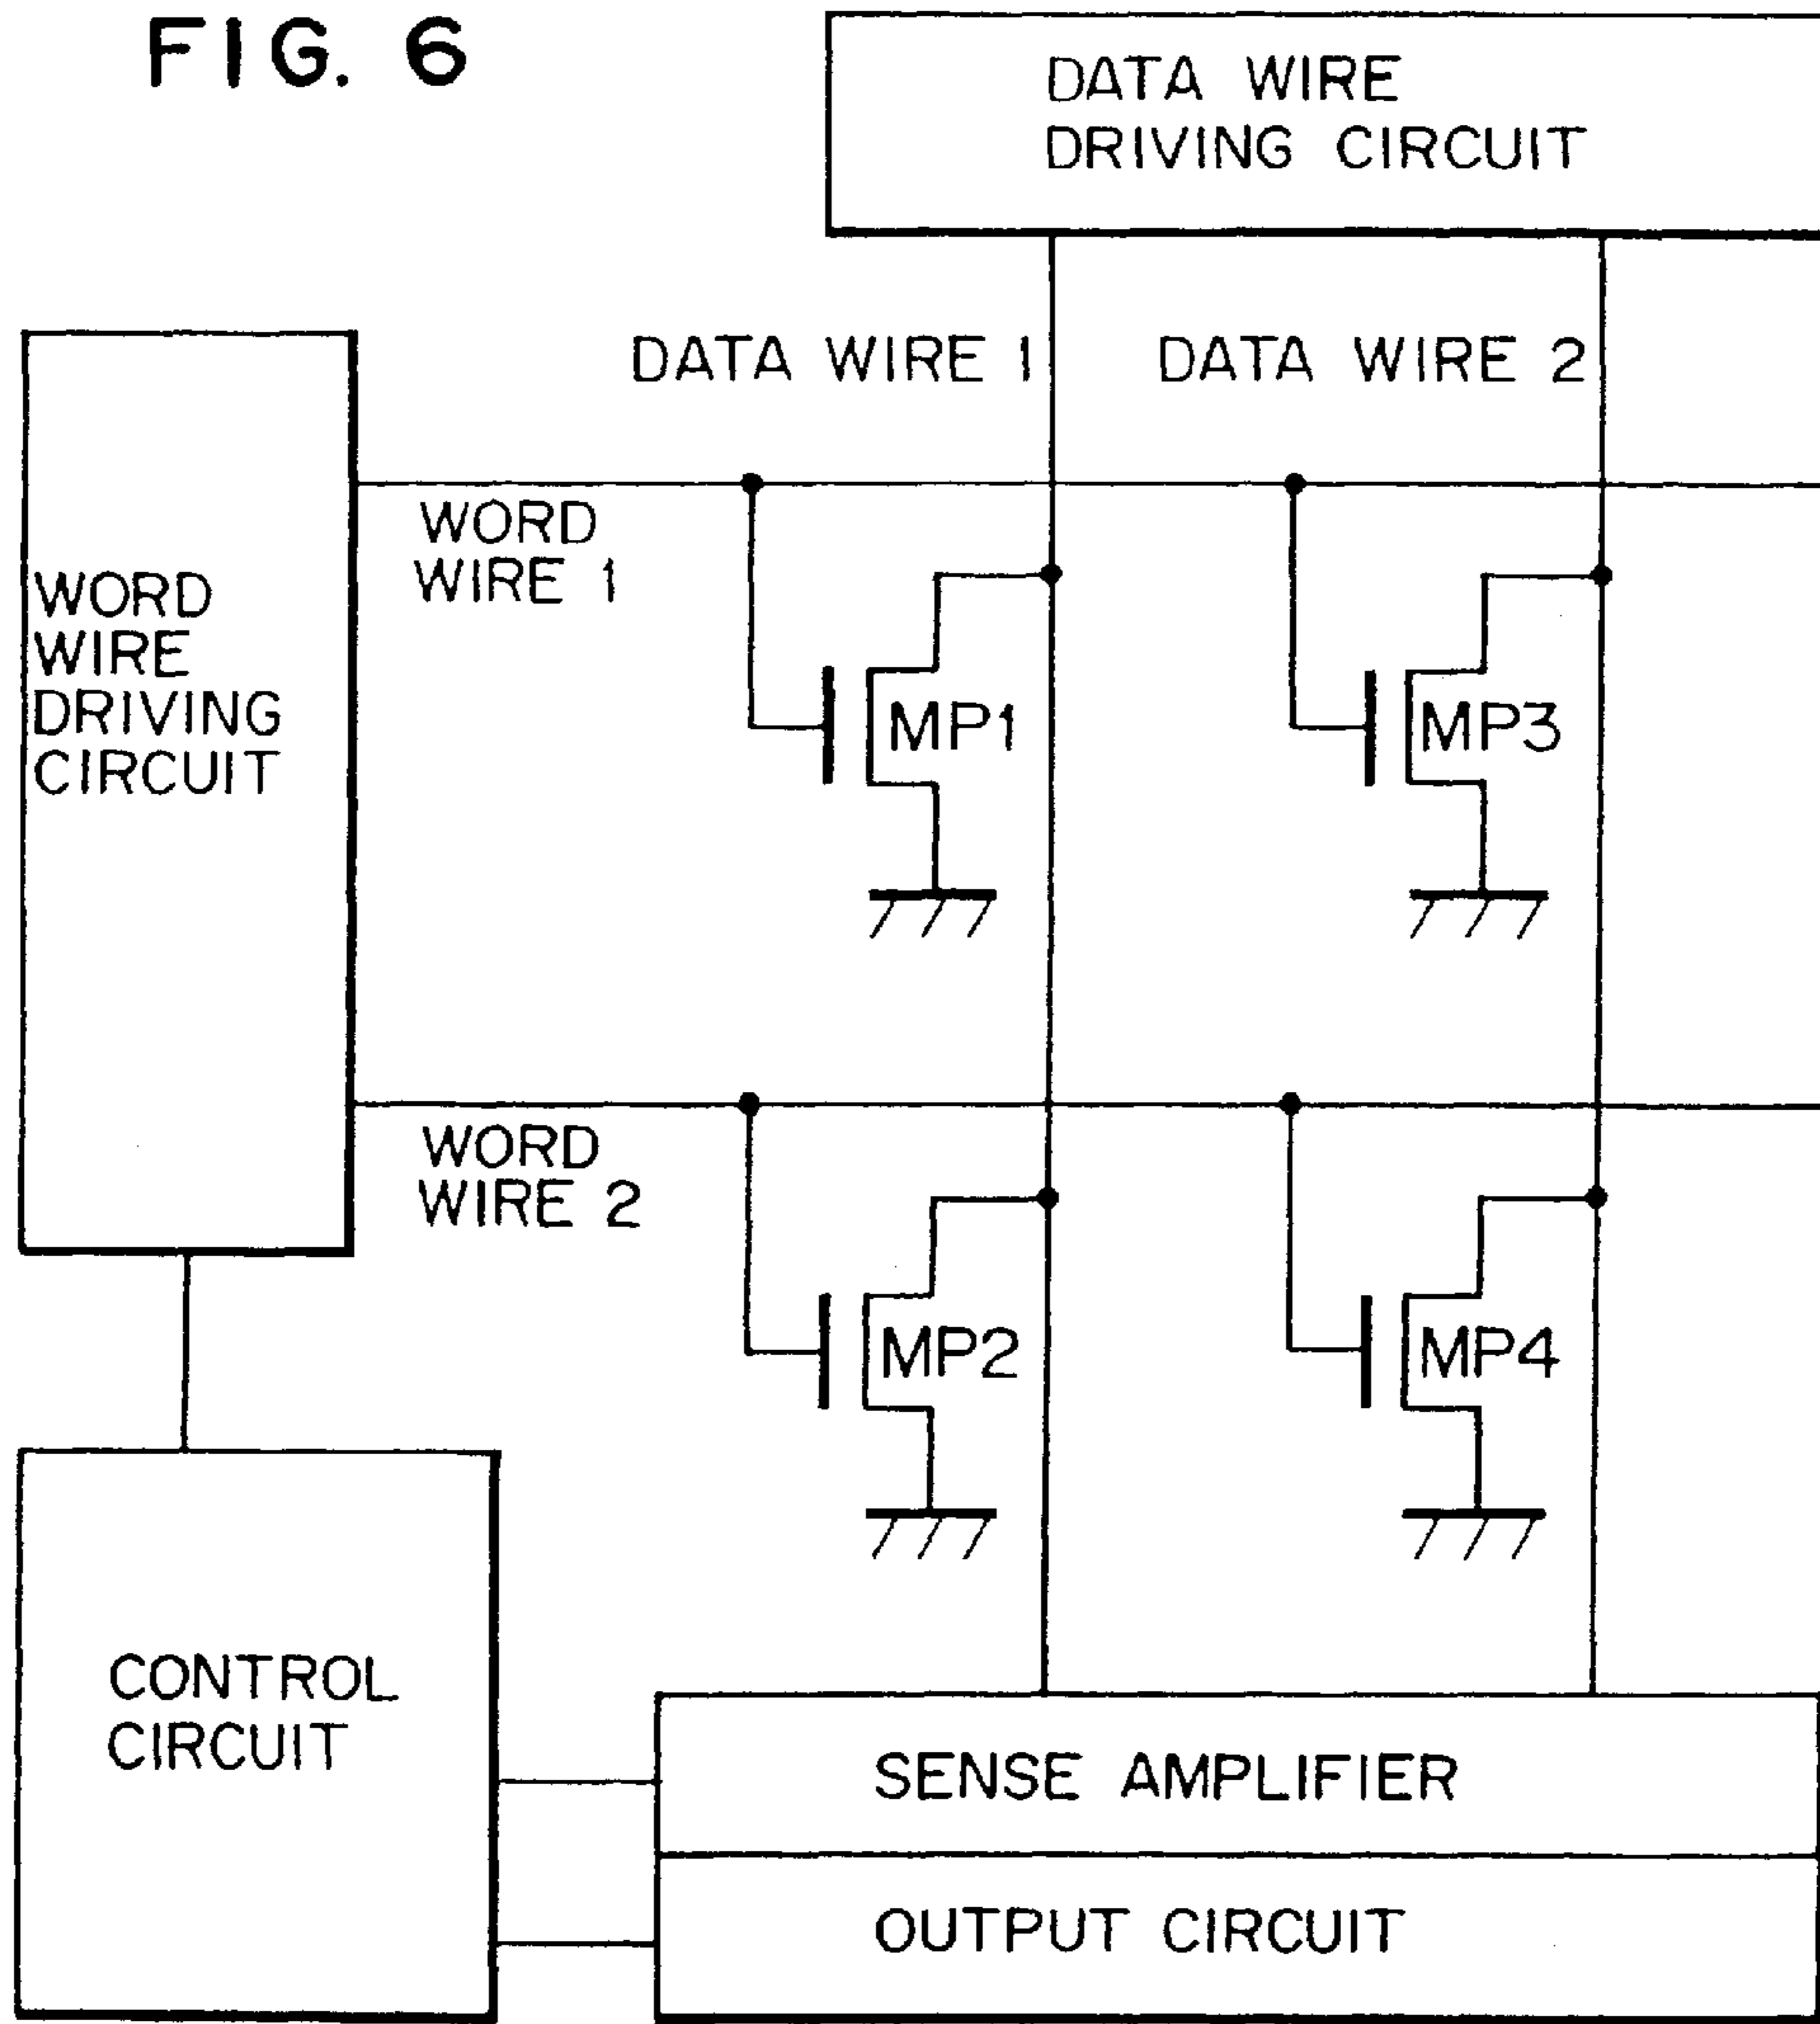 FIG. 6
DATA WIRE
DRIVING CIRCUIT
DATA WIRE 1
DATA WIRE 2
WORD
WIRE 1
WORD
WIRE
DRIVING
CIRCUIT
MP1
MP3
WORD
WIRE 2
MP2
MP4
CONTROL
CIRCUIT
SENSE AMPLIFIER
OUTPUT CIRCUIT